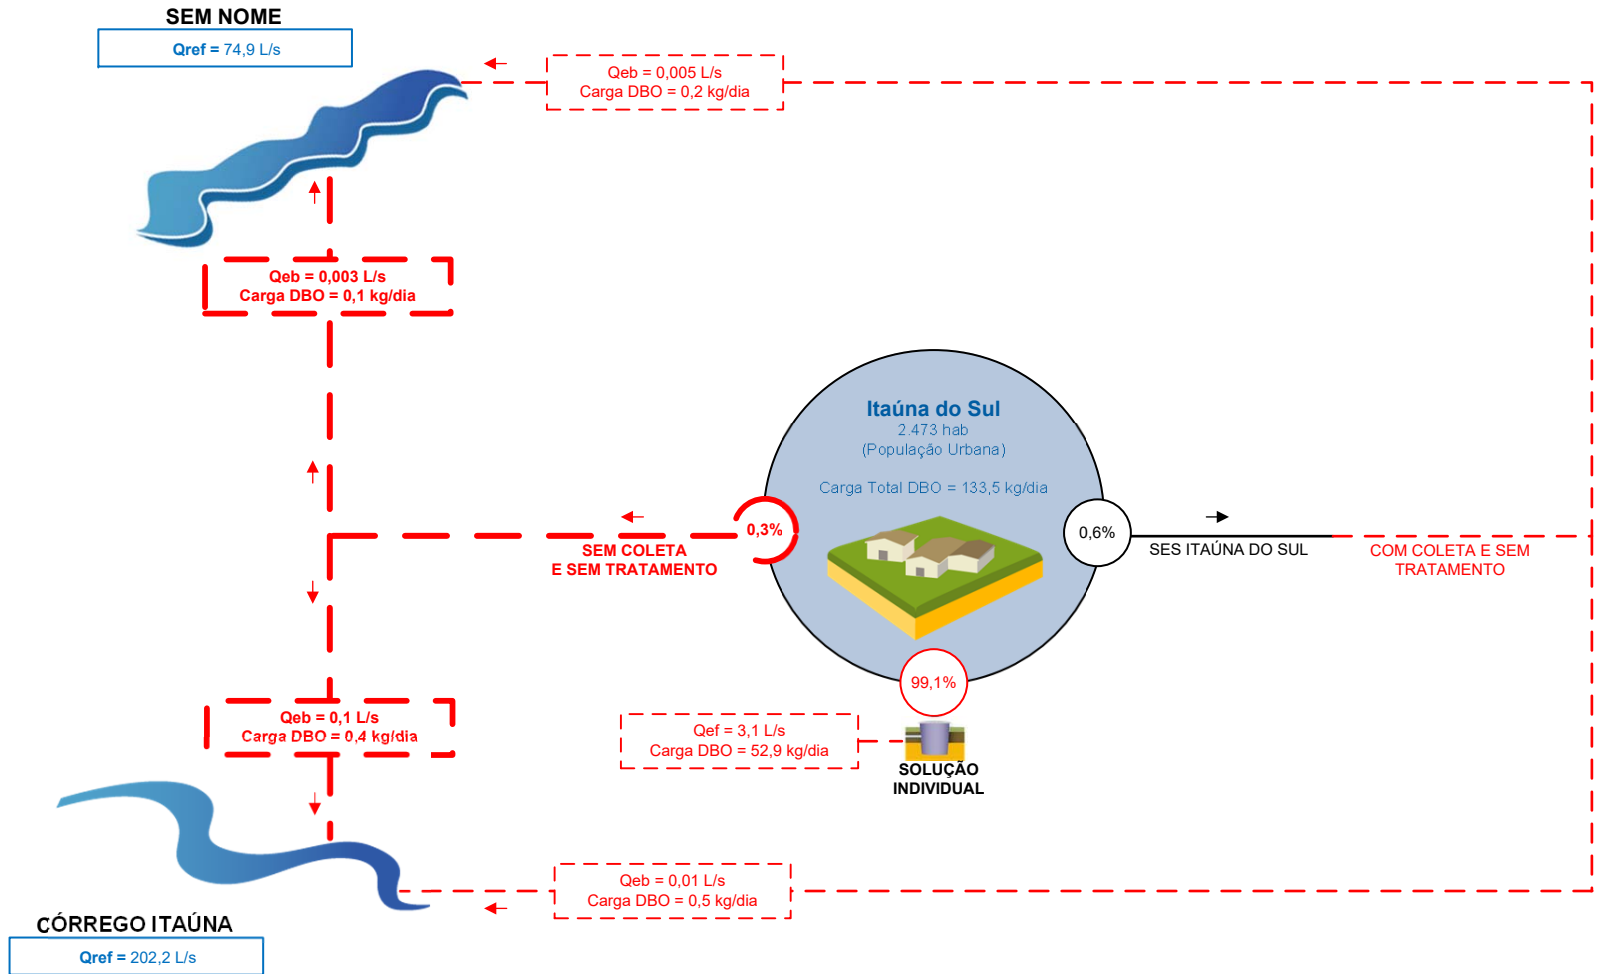 SEM NOME
Qref = 74,9 L/s
Qeb = 0,005 L/s
Carga DBO = 0,2 kg/dia
Qeb = 0,003 L/s
Carga DBO = 0,1 kg/dia
Itaúna do Sul
2.473 hab
(População Urbana)
Carga Total DBO = 133,5 kg/dia
0,3%
0,6%
SEM COLETA
E SEM TRATAMENTO
SES ITAÚNA DO SUL
COM COLETA E SEM
TRATAMENTO
99,1%
Qeb = 0,1 L/s
Carga DBO = 0,4 kg/dia
Qef = 3,1 L/s
Carga DBO = 52,9 kg/dia
SOLUÇÃO
INDIVIDUAL
Qeb = 0,01 L/s
Carga DBO = 0,5 kg/dia
CÓRREGO ITAÚNA
Qref = 202,2 L/s